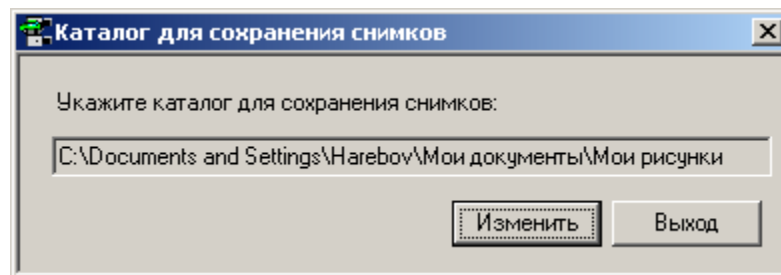 Каталог для сохранения снимков
Укажите каталог для сохранения снимков:
C:\Documents and Settings\Harebov\Мои документы\Мои рисунки
Изменить Выход